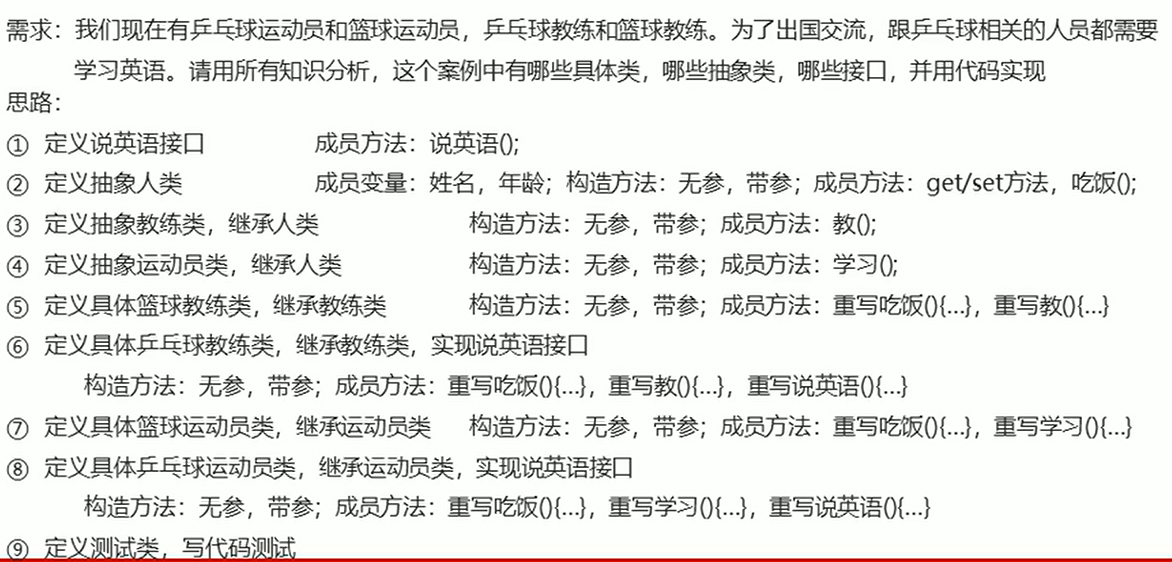 需求：我们现在有乒乓球运动员和篮球运动员，乒乓球教练和篮球教练。为了出国交流，跟乒乓球相关的人员都需要
学习英语。请用所有知识分析，这个案例中有哪些具体类，哪些抽象类，哪些接口，并用代码实现
思路：
① 定义说英语接口 成员方法：说英语();
② 定义抽象人类 成员变量：姓名，年龄；构造方法：无参，带参；成员方法：get/set方法，吃饭();
③ 定义抽象教练类，继承人类 构造方法：无参，带参；成员方法：教();
④ 定义抽象运动员类，继承人类 构造方法：无参，带参；成员方法：学习();
⑤ 定义具体篮球教练类，继承教练类 构造方法：无参，带参；成员方法：重写吃饭(){...}，重写教(){...}
⑥ 定义具体乒乓球教练类，继承教练类，实现说英语接口
构造方法：无参，带参；成员方法：重写吃饭(){...}，重写教(){...}，重写说英语(){...}
⑦ 定义具体篮球运动员类，继承运动员类 构造方法：无参，带参；成员方法：重写吃饭(){...}，重写学习(){...}
⑧ 定义具体乒乓球运动员类，继承运动员类，实现说英语接口
构造方法：无参，带参；成员方法：重写吃饭(){...}，重写学习(){...}，重写说英语(){...}
⑨ 定义测试类，写代码测试